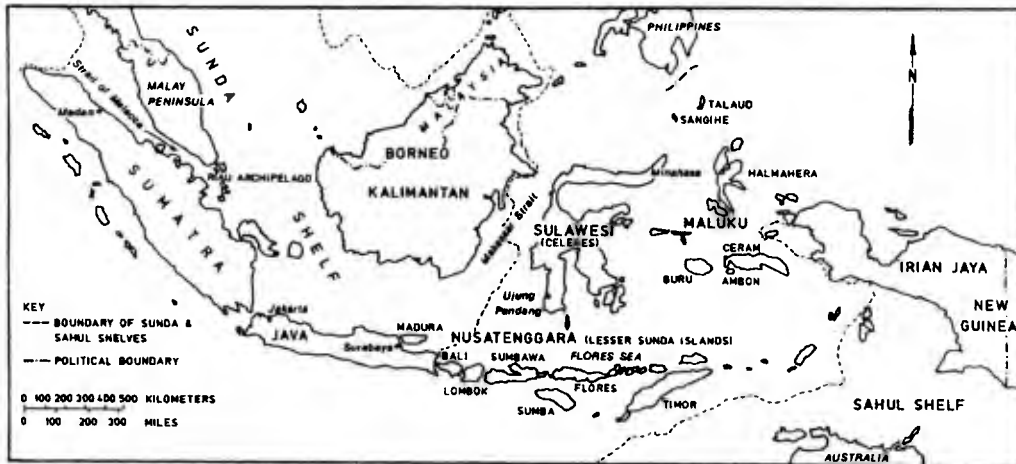 PHILIPPINES
SUNDA
MALAY
PENINSULA
Strait of Malacca
Medan
MALAYSIA
TALAUD
SANGIHE
N
RIAU ARCHIPELAGO
BORNEO
KALIMANTAN
Minahasa
HALMAHERA
SUMATRA
SHELF
Makassar Strait
SULAWESI
(CELEBES)
MALUKU
CERAM
BURU
AMBON
IRIAN JAYA
NEW
GUINEA
Ujung
Pandang
KEY
BOUNDARY OF SUNDA &
SAHUL SHELVES
POLITICAL BOUNDARY
Jakarta
JAVA
MADURA
Surabaya
NUSATENGGARA (LESSER SUNDA ISLANDS)
BALI
SUMBAWA
FLORES SEA
LOMBOK
FLORES
SUMBA
TIMOR
SAHUL SHELF
0 100 200 300 400 500 KILOMETERS
0 100 200 300 MILES
AUSTRALIA